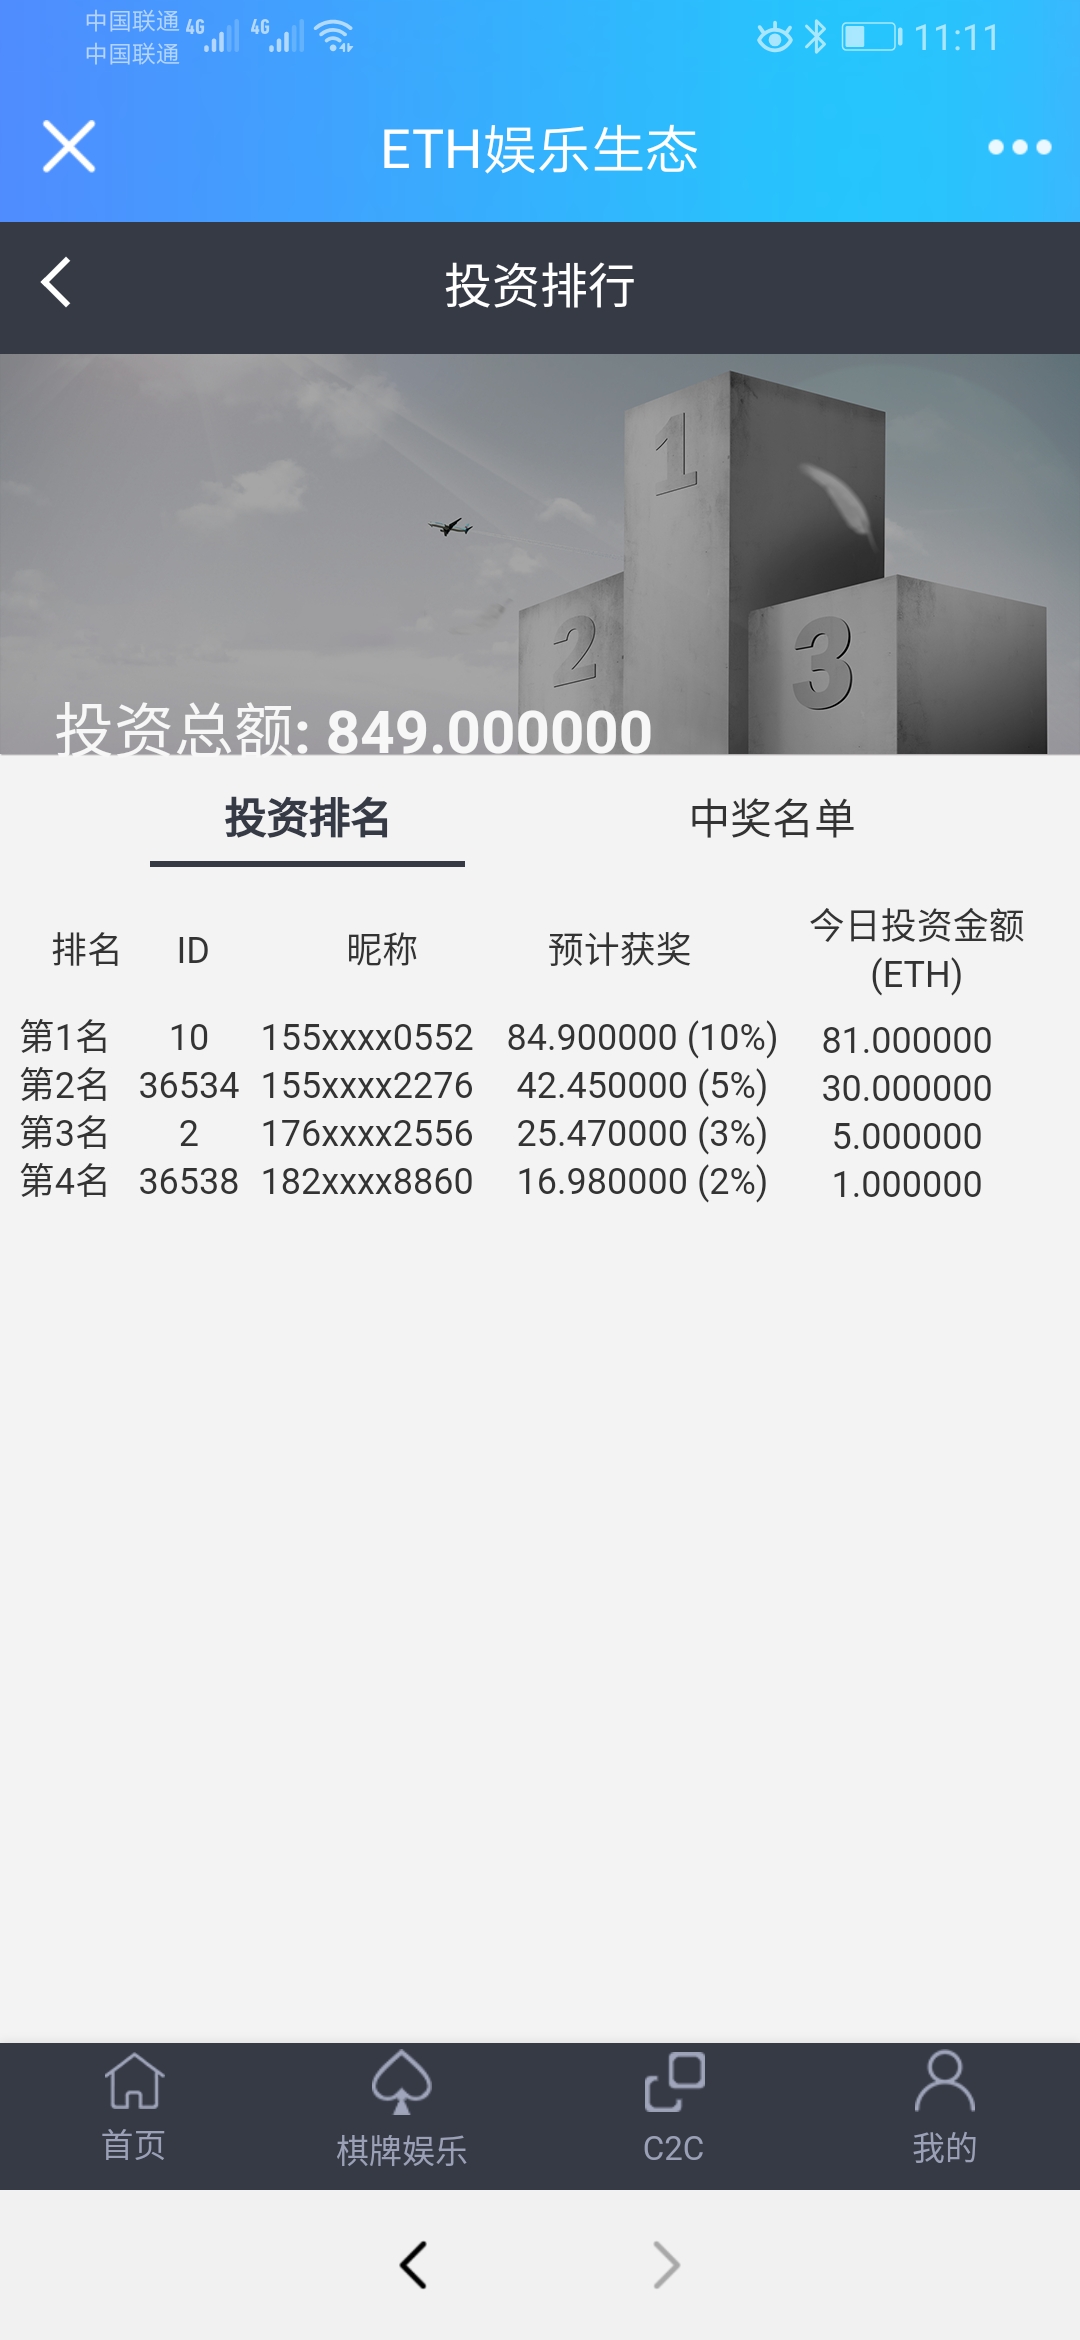 中国联通 4G 4G
中国联通
11:11
ETH娱乐生态
投资排行
1
2
3
投资总额: 849.000000
投资排名 中奖名单
排名 ID 昵称 预计获奖 今日投资金额
(ETH)
第1名 10 155xxxx0552 84.900000 (10%) 81.000000
第2名 36534 155xxxx2276 42.450000 (5%) 30.000000
第3名 2 176xxxx2556 25.470000 (3%) 5.000000
第4名 36538 182xxxx8860 16.980000 (2%) 1.000000
首页 棋牌娱乐 C2C 我的